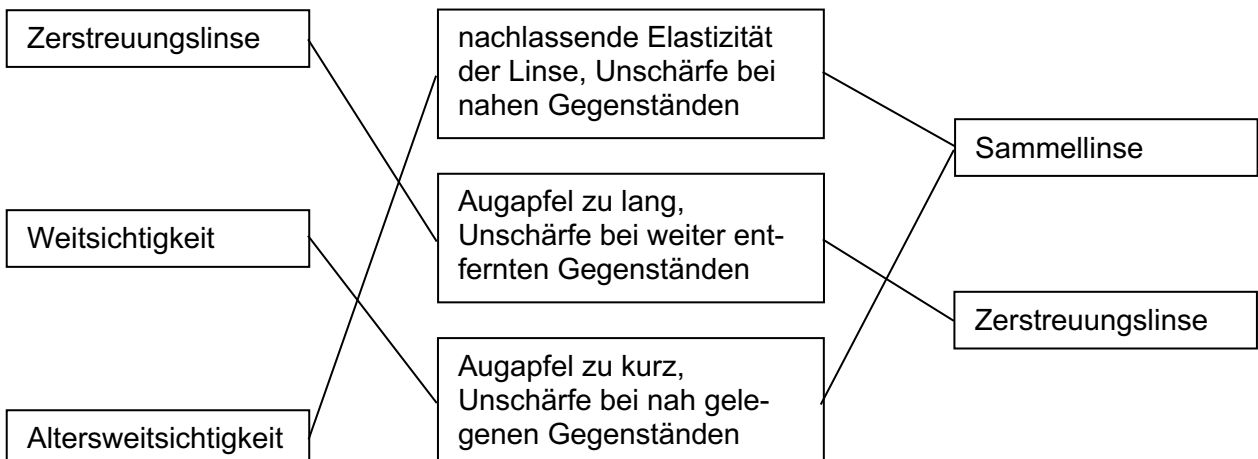 Zerstreuungslinse
Weitsichtigkeit
Altersweitsichtigkeit
nachlassende Elastizität
der Linse, Unschärfe bei
nahen Gegenständen
Augapfel zu lang,
Unschärfe bei weiter ent-
fernten Gegenständen
Augapfel zu kurz,
Unschärfe bei nah gele-
genen Gegenständen
Sammellinse
Zerstreuungslinse